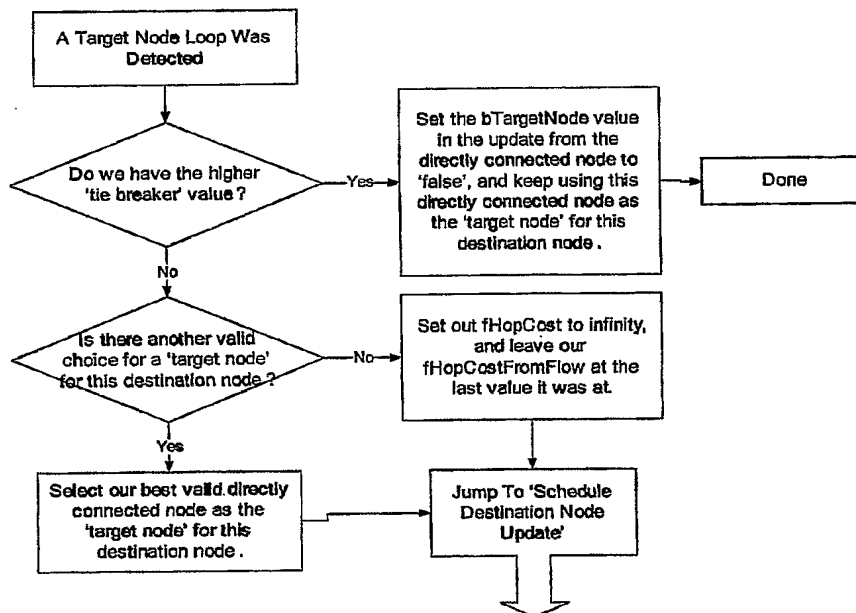 A Target Node Loop Was
Detected
Do we have the higher
'tie breaker' value ?
Yes
Set the bTargetNode value
in the update from the
directly connected node to
'false', and keep using this
directly connected node as
the 'target node' for this
destination node .
Done
No
Is there another valid
choice for a 'target node'
for this destination node ?
No
Set out fHopCost to infinity,
and leave our
fHopCostFromFlow at the
last value it was at.
Yes
Select our best valid directly
connected node as the
'target node' for this
destination node .
Jump To 'Schedule
Destination Node
Update'